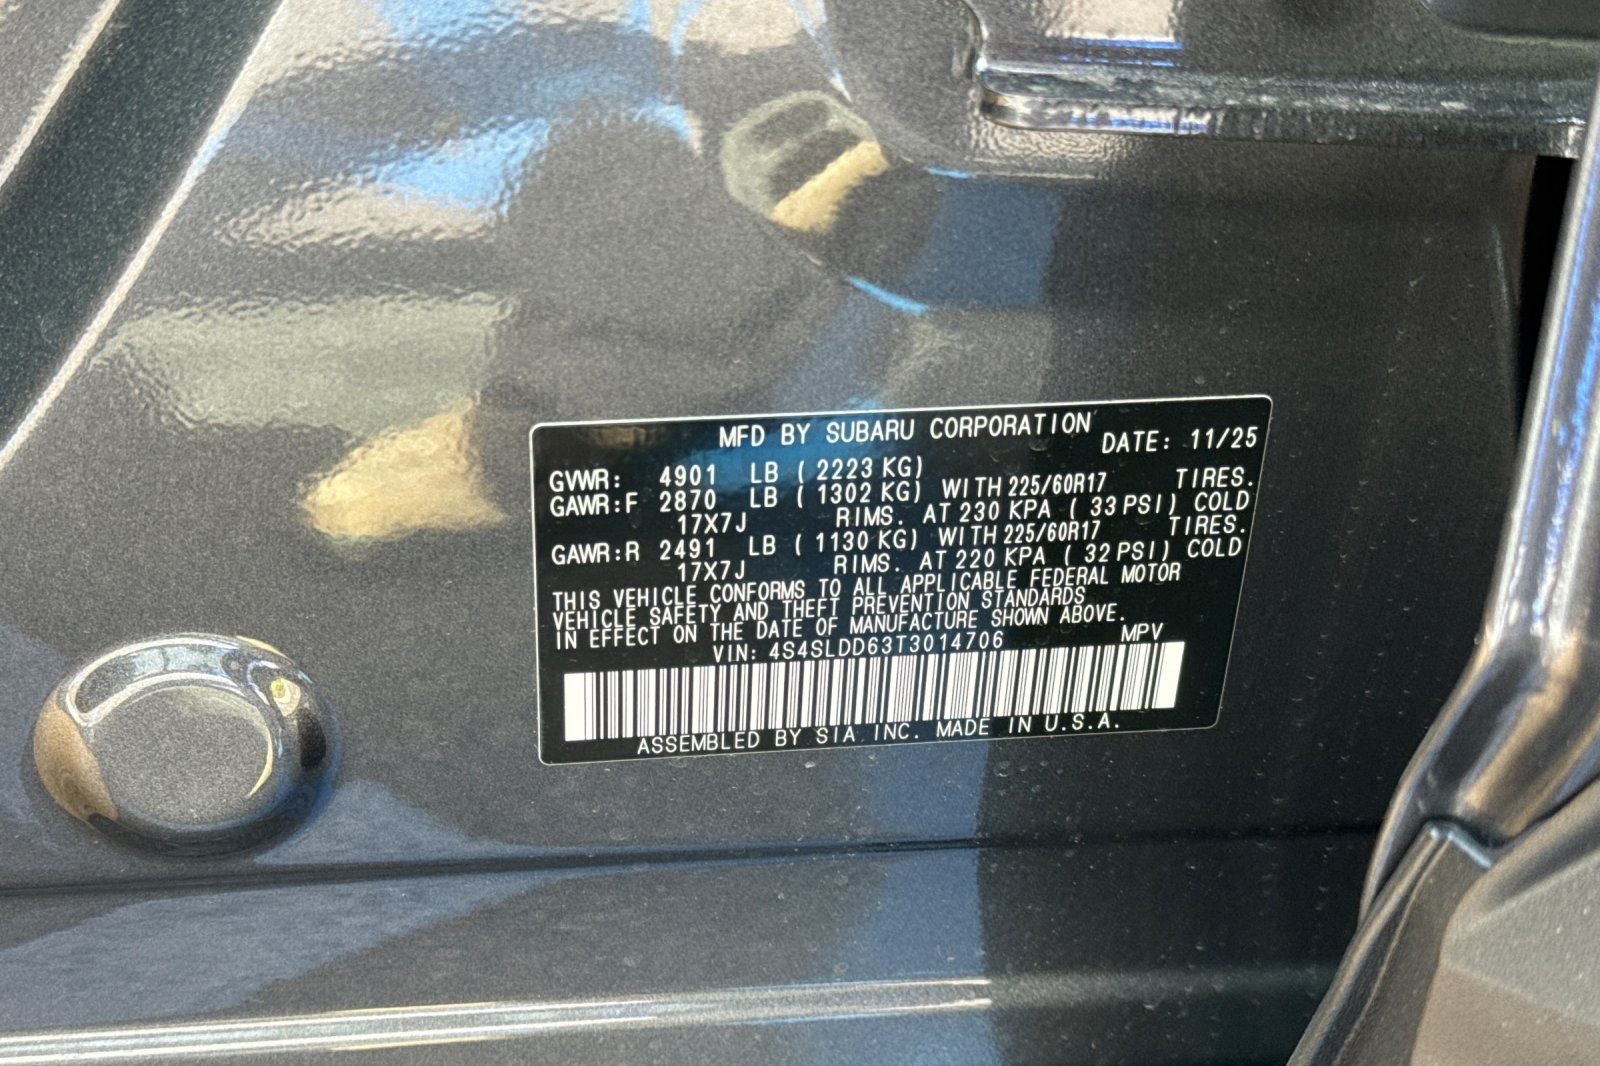 MFD BY SUBARU CORPORATION DATE: 11/25
GVWR: 4901 LB ( 2223 KG)
GAWR:F 2870 LB ( 1302 KG) WITH 225/60R17 TIRES.
17X7J RIMS. AT 230 KPA ( 33 PSI) COLD
GAWR:R 2491 LB ( 1130 KG) WITH 225/60R17 TIRES.
17X7J RIMS. AT 220 KPA ( 32 PSI) COLD
THIS VEHICLE CONFORMS TO ALL APPLICABLE FEDERAL MOTOR
VEHICLE SAFETY AND THEFT PREVENTION STANDARDS
IN EFFECT ON THE DATE OF MANUFACTURE SHOWN ABOVE.
VIN: 4S4SLDD63T3014706 MPV
ASSEMBLED BY SIA INC. MADE IN U.S.A.